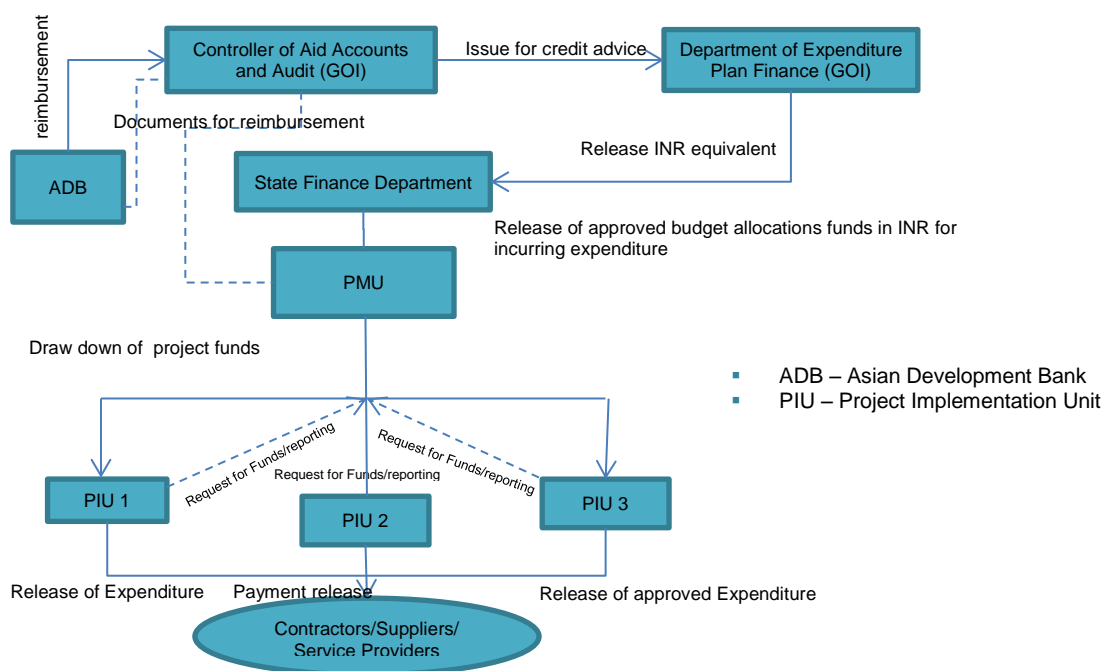 reimbursement
Controller of Aid Accounts
and Audit (GOI)
Issue for credit advice
Department of Expenditure
Plan Finance (GOI)
Documents for reimbursement
ADB
Release INR equivalent
State Finance Department
Release of approved budget allocations funds in INR for
incurring expenditure
PMU
Draw down of project funds
▪ ADB – Asian Development Bank
▪ PIU – Project Implementation Unit
Request for Funds/reporting
Request for Funds/reporting
Request for Funds/reporting
PIU 1
PIU 2
PIU 3
Release of Expenditure
Payment release
Release of approved Expenditure
Contractors/Suppliers/
Service Providers